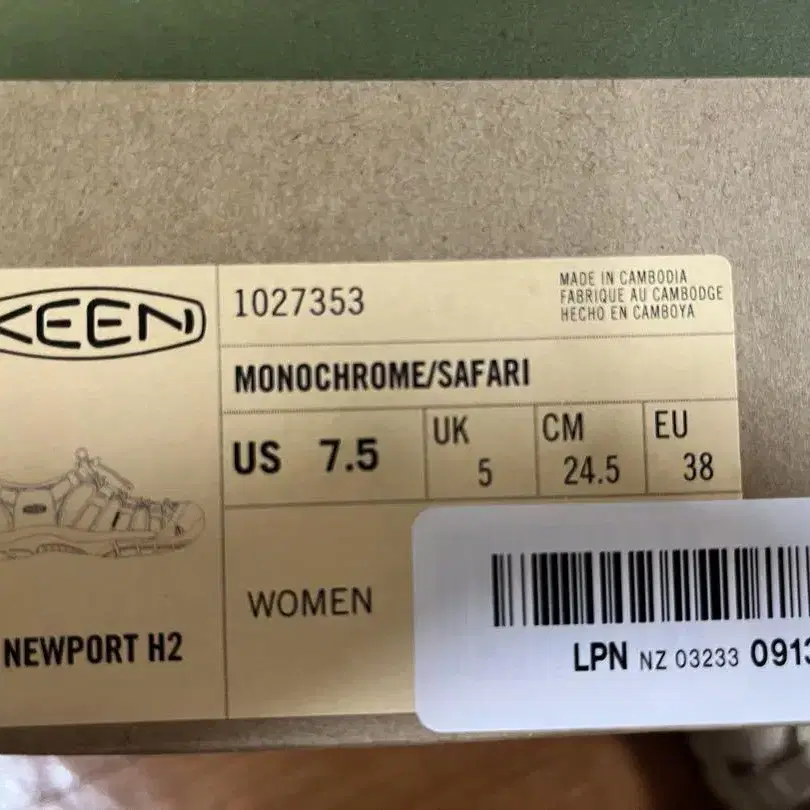 KEEN
1027353
MADE IN CAMBODIA
FABRIQUE AU CAMBODGE
HECHO EN CAMBOYA
MONOCHROME/SAFARI
US 7.5
UK 5
CM 24.5
EU 38
WOMEN
NEWPORT H2
LPN NZ 03233 0913